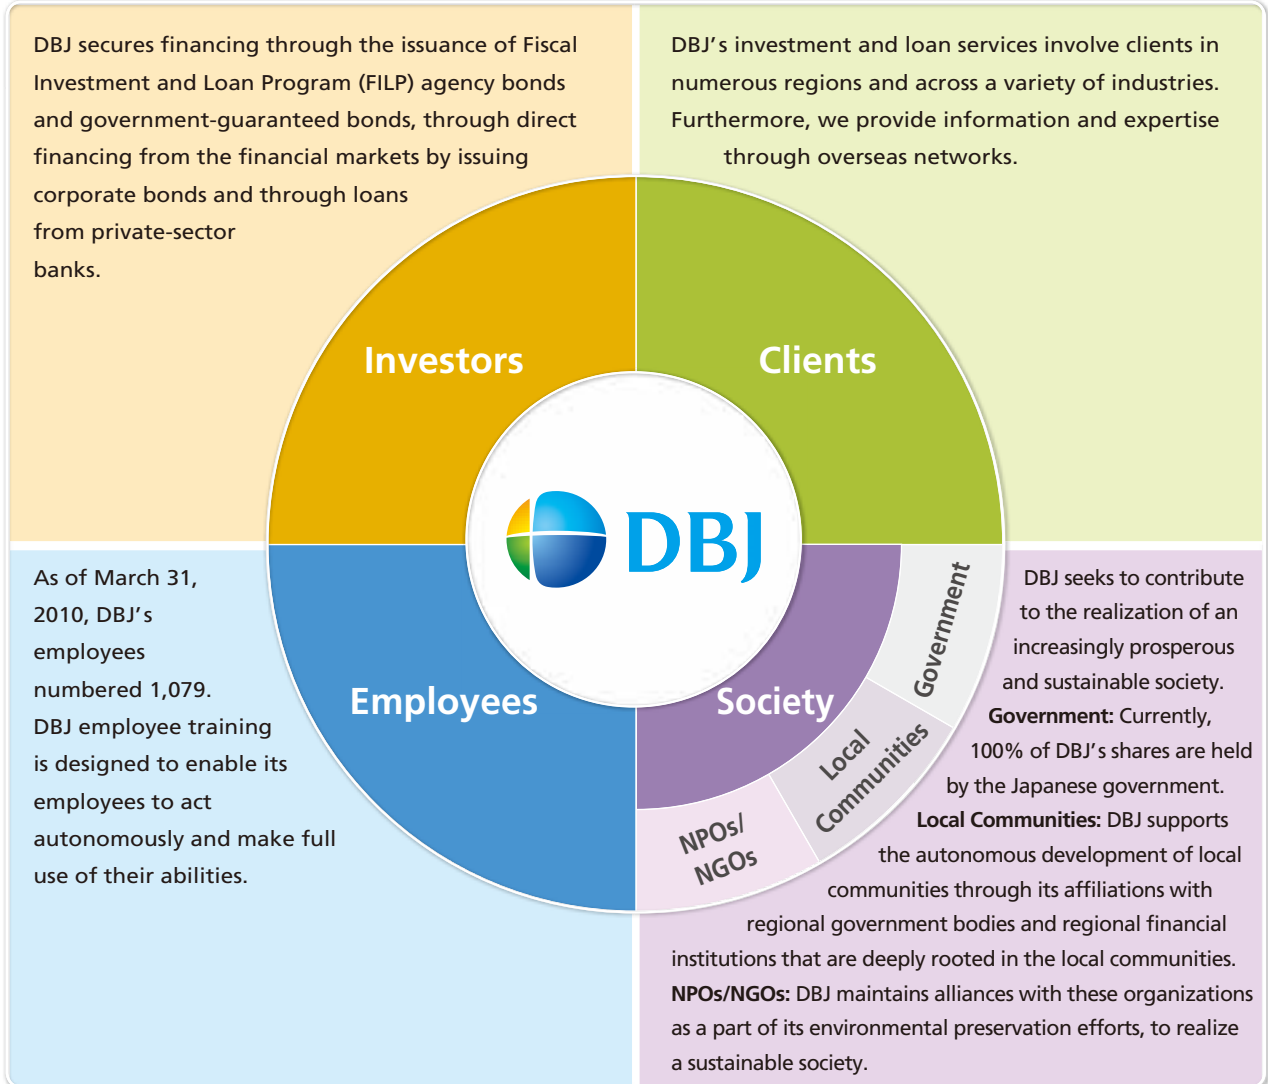 DBJ secures financing through the issuance of Fiscal
Investment and Loan Program (FILP) agency bonds
and government-guaranteed bonds, through direct
financing from the financial markets by issuing
corporate bonds and through loans
from private-sector
banks.
DBJ's investment and loan services involve clients in
numerous regions and across a variety of industries.
Furthermore, we provide information and expertise
through overseas networks.
Investors
Clients
DBJ
Employees
Society
Government
Local
Communities
NPOs/
NGOs
As of March 31,
2010, DBJ's
employees
numbered 1,079.
DBJ employee training
is designed to enable its
employees to act
autonomously and make full
use of their abilities.
DBJ seeks to contribute
to the realization of an
increasingly prosperous
and sustainable society.
Government: Currently,
100% of DBJ's shares are held
by the Japanese government.
Local Communities: DBJ supports
the autonomous development of local
communities through its affiliations with
regional government bodies and regional financial
institutions that are deeply rooted in the local communities.
NPOs/NGOs: DBJ maintains alliances with these organizations
as a part of its environmental preservation efforts, to realize
a sustainable society.